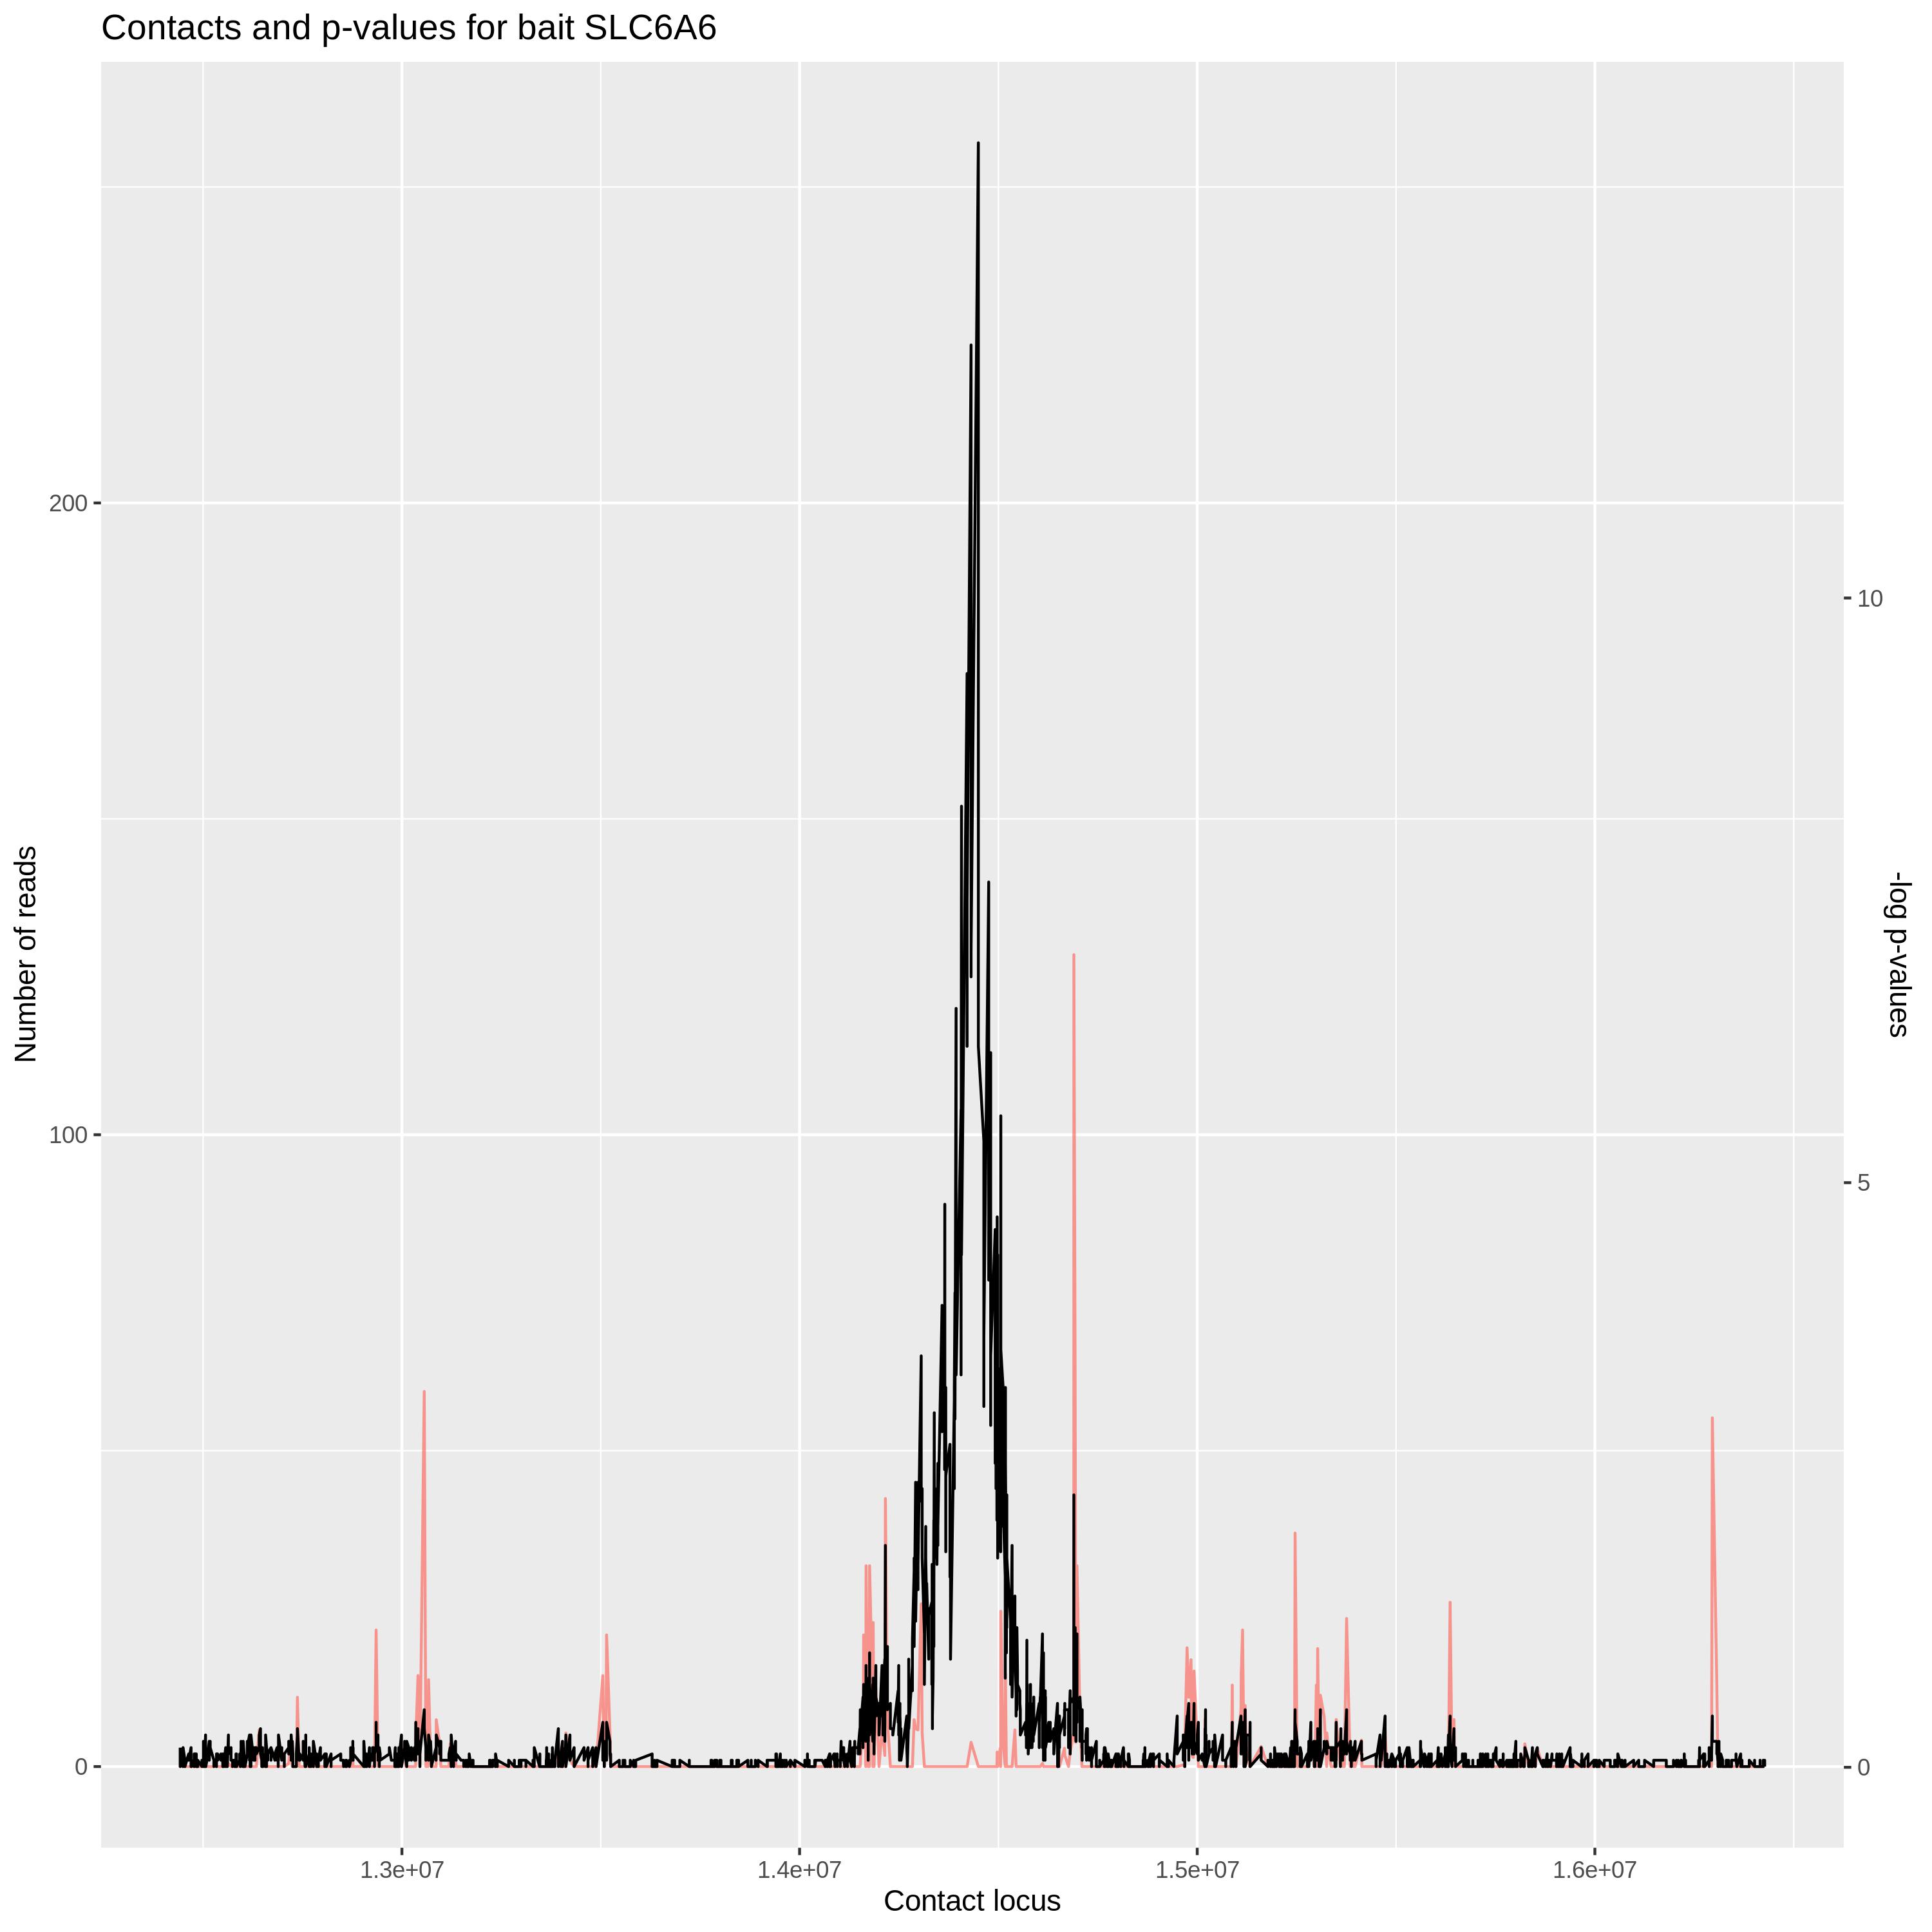 Contacts and p-values for bait SLC6A6
Number of reads
200
100
0
10
5
0
-log p-values
1.3e+07
1.4e+07
1.5e+07
1.6e+07
Contact locus